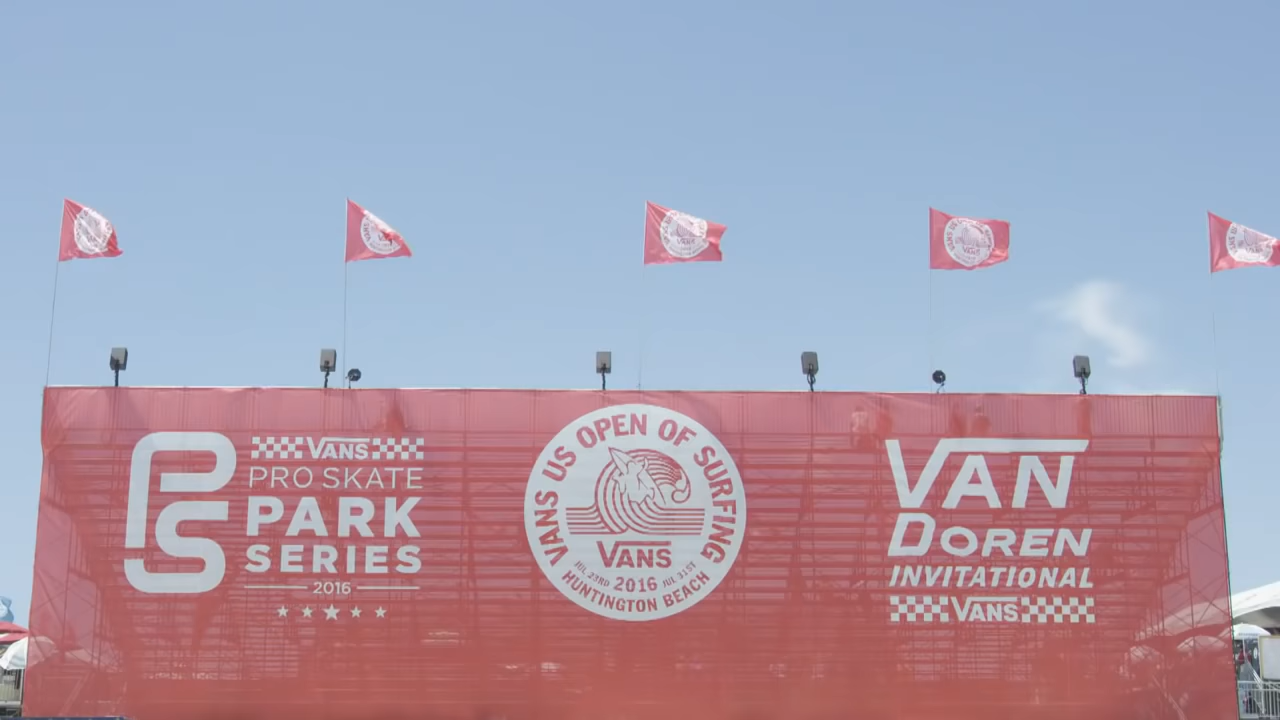 VANS
PRO SKATE
PARK
SERIES
2016
PS
VANS US OPEN OF SURFING
VANS
JUL 23RD 2016 JUL 31ST
HUNTINGTON BEACH
VAN
DOREN
INVITATIONAL
VANS